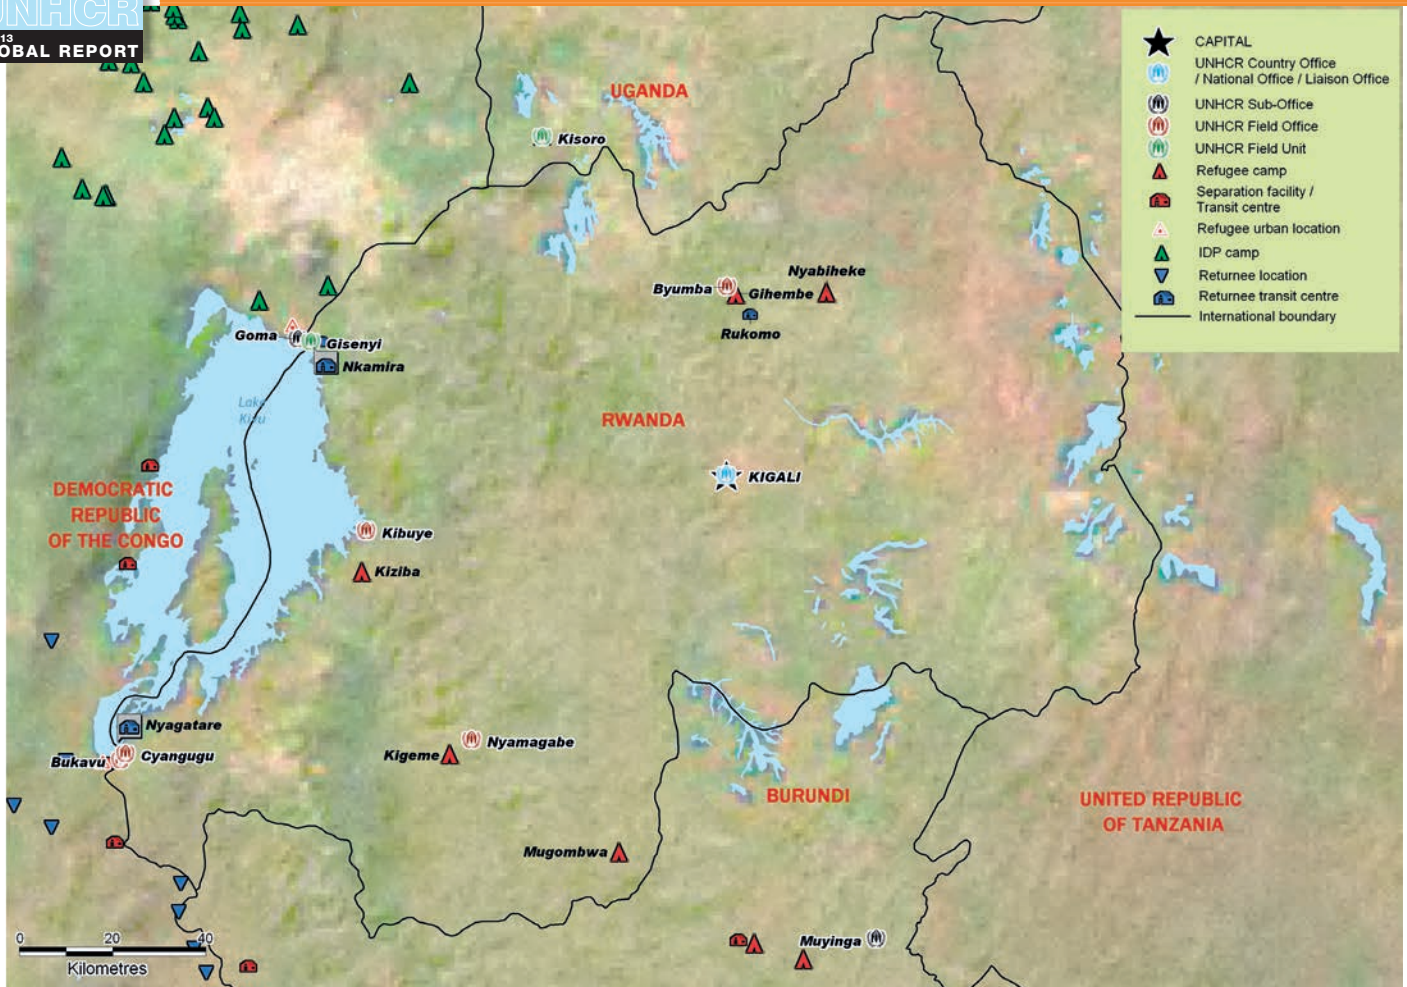 UNHCR
13
OBAL REPORT
CAPITAL
UNHCR Country Office
/ National Office / Liaison Office
UNHCR Sub-Office
UNHCR Field Office
UNHCR Field Unit
Refugee camp
Separation facility /
Transit centre
Refugee urban location
IDP camp
Returnee location
Returnee transit centre
International boundary
UGANDA
Kisoro
Nyabiheke
Byumba
Gihembe
Rukomo
Goma
Gisenyi
Nkamira
Lake
Kivu
RWANDA
KIGALI
DEMOCRATIC
REPUBLIC
OF THE CONGO
Kibuye
Kiziba
Nyagatare
Bukavu
Cyangugu
Kigeme
Nyamagabe
BURUNDI
UNITED REPUBLIC
OF TANZANIA
Mugombwa
Muyinga
0 20 40
Kilometres